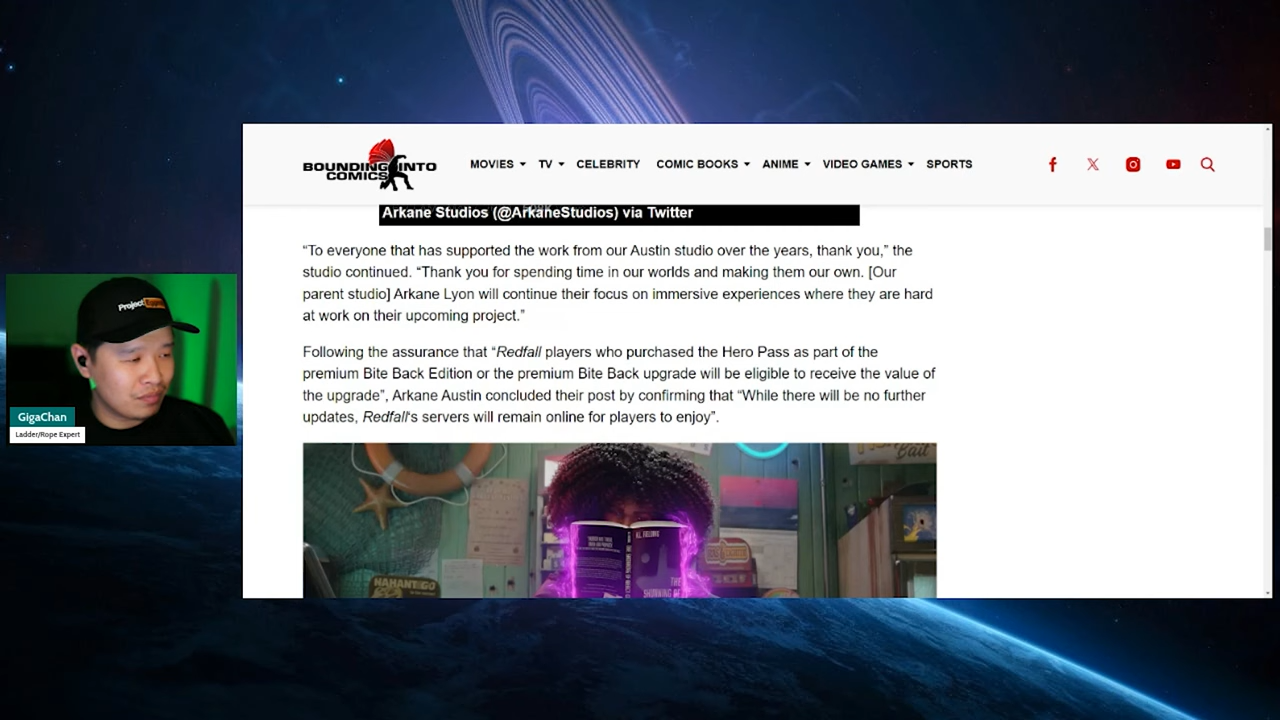 BOUNDING INTO
COMICS
MOVIES TV CELEBRITY COMIC BOOKS ANIME VIDEO GAMES SPORTS
Arkane Studios (@ArkaneStudios) via Twitter
“To everyone that has supported the work from our Austin studio over the years, thank you,” the
studio continued. “Thank you for spending time in our worlds and making them our own. [Our
parent studio] Arkane Lyon will continue their focus on immersive experiences where they are hard
at work on their upcoming project.”
Following the assurance that “Redfall players who purchased the Hero Pass as part of the
premium Bite Back Edition or the premium Bite Back upgrade will be eligible to receive the value of
the upgrade”, Arkane Austin concluded their post by confirming that “While there will be no further
updates, Redfall‘s servers will remain online for players to enjoy”.
Project
GigaChan
Ladder/Rope Expert
Bail
HAHANT GO
THE